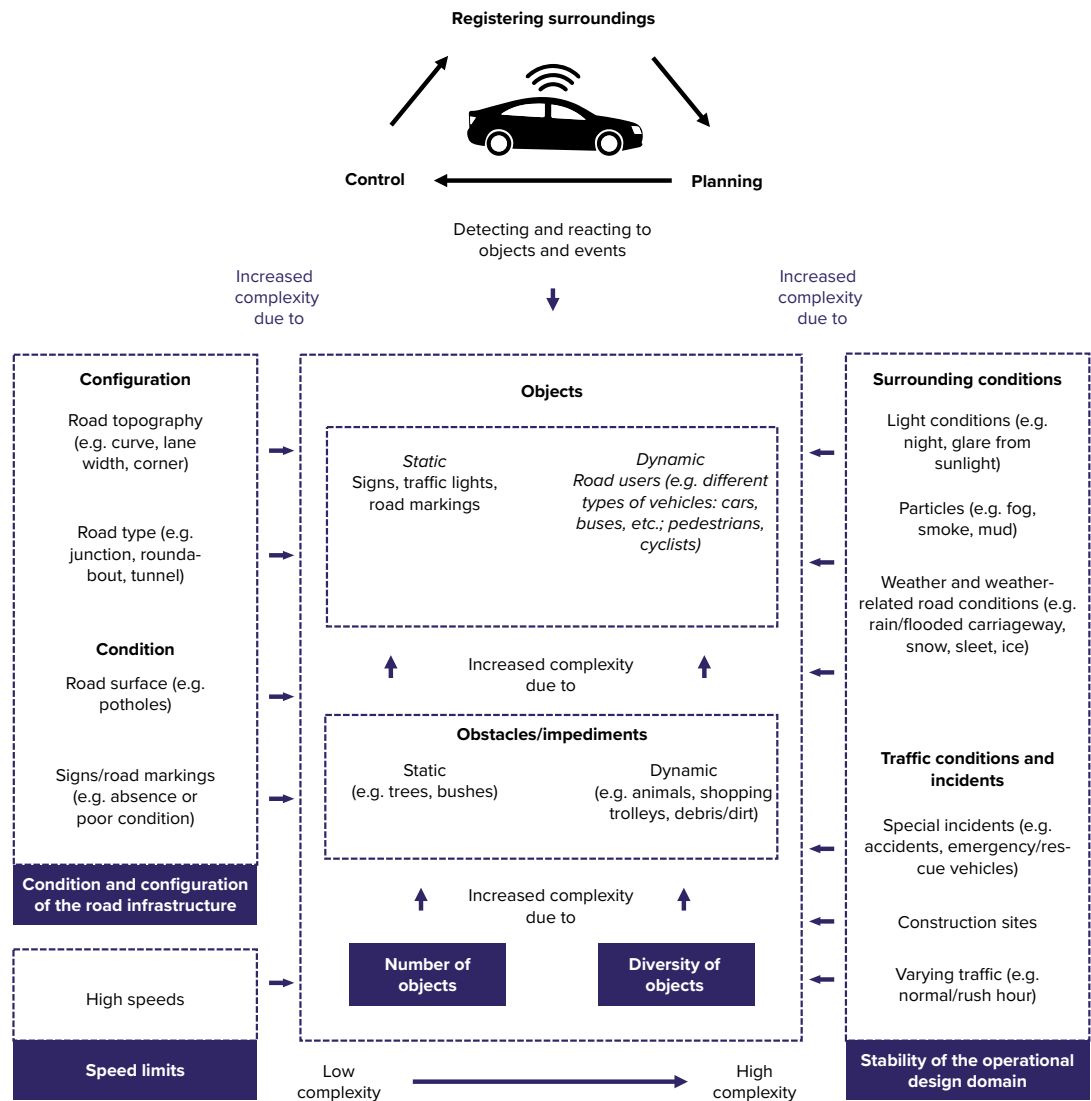 Registering surroundings
Control
Planning
Detecting and reacting to
objects and events
Increased
complexity
due to
Increased
complexity
due to
Configuration
Road topography
(e.g. curve, lane
width, corner)
Road type (e.g.
junction, rounda-
bout, tunnel)
Condition
Road surface (e.g.
potholes)
Signs/road markings
(e.g. absence or
poor condition)
Condition and configuration
of the road infrastructure
High speeds
Speed limits
Objects
Static
Signs, traffic lights,
road markings
Dynamic
Road users (e.g. different
types of vehicles: cars,
buses, etc.; pedestrians,
cyclists)
Increased complexity
due to
Obstacles/impediments
Static
(e.g. trees, bushes)
Dynamic
(e.g. animals, shopping
trolleys, debris/dirt)
Increased complexity
due to
Number of
objects
Diversity of
objects
Low
complexity
High
complexity
Surrounding conditions
Light conditions (e.g.
night, glare from
sunlight)
Particles (e.g. fog,
smoke, mud)
Weather and weather-
related road conditions (e.g.
rain/flooded carriageway,
snow, sleet, ice)
Traffic conditions and
incidents
Special incidents (e.g.
accidents, emergency/res-
cue vehicles)
Construction sites
Varying traffic (e.g.
normal/rush hour)
Stability of the operational
design domain